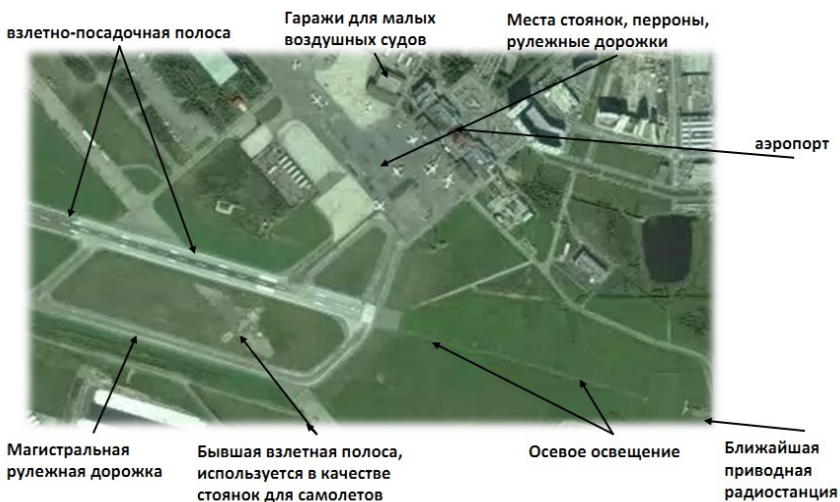 взлетно-посадочная полоса
Гаражи для малых
воздушных судов
Места стоянок, перроны,
рулежные дорожки
аэропорт
Магистральная
рулежная дорожка
Бывшая взлетная полоса,
используется в качестве
стоянок для самолетов
Осевое освещение
Ближайшая
приводная
радиостанция